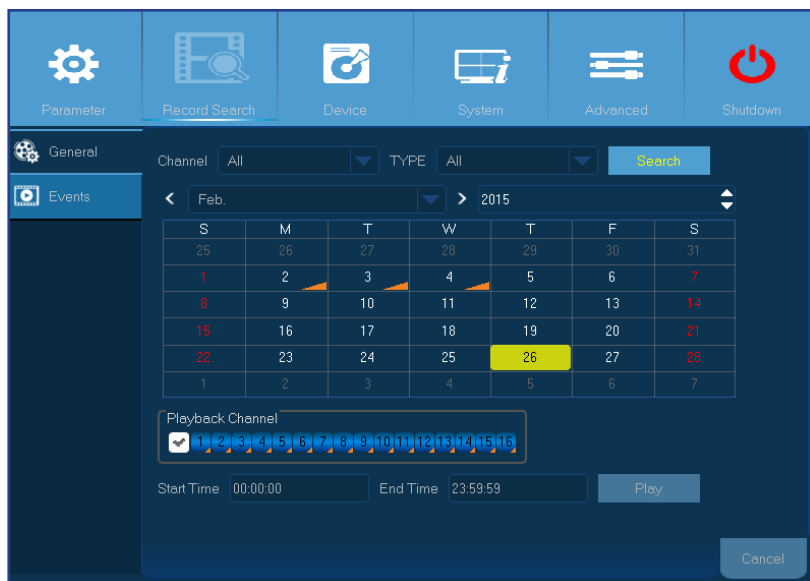 Parameter Record Search Device System Advanced Shutdown
General
Channel All TYPE All Search
Events
< Feb. > 2015
S M T W T F S
25 26 27 28 29 30 31
1 2 3 4 5 6 7
8 9 10 11 12 13 14
15 16 17 18 19 20 21
22 23 24 25 26 27 28
1 2 3 4 5 6 7
Playback Channel
1 2 3 4 5 6 7 8 9 10 11 12 13 14 15 16
Start Time 00:00:00 End Time 23:59:59 Play
Cancel